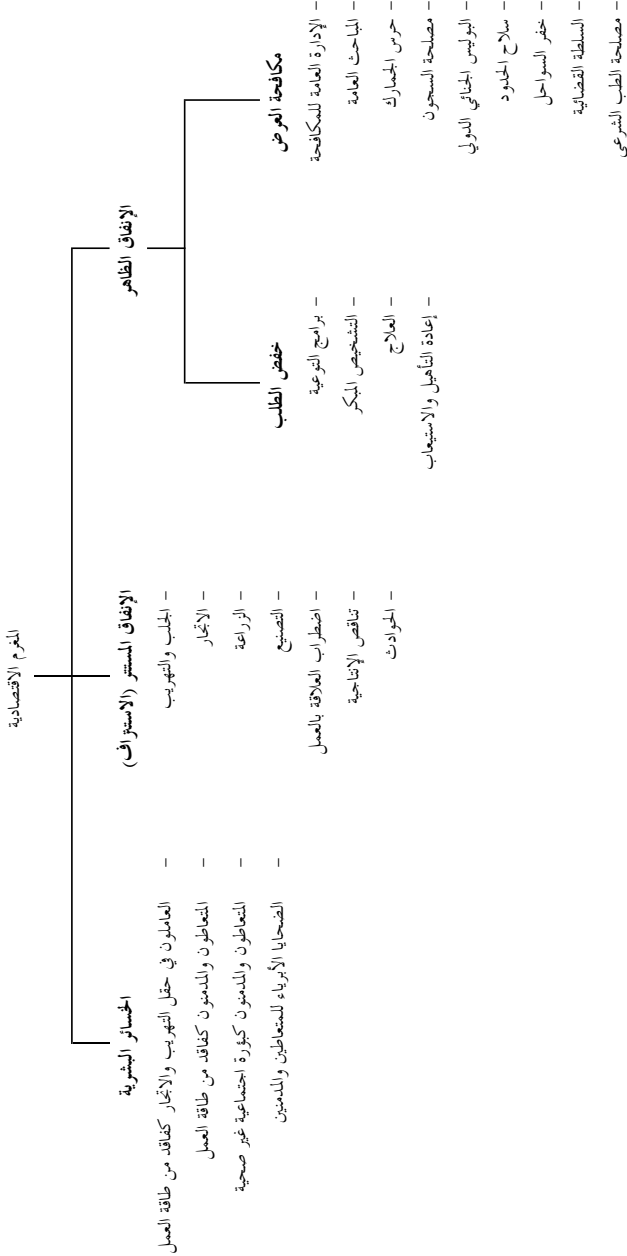 المغرم الاقتصادية
الإنفاق الظاهر
مكافحة العرض
– الإدارة العامة للمكافحة
– المباحث العامة
– حرس الجمارك
– مصلحة السجون
– البوليس الجنائي الدولي
– سلاح الحدود
– خفر السواحل
– السلطة القضائية
– مصلحة الطب الشرعى
خفض الطلب
– برامج التوعية
– التشخيص المبكر
– العلاج
– إعادة التأهيل والاستيعاب
الإنفاق المستتر (الاستنزاف)
– الجلب والتهريب
– الاتجار
– الزراعة
– التصنيع
– اضطراب العلاقة بالعمل
– تناقص الإنتاجية
– الحوادث
الخسائر البشرية
– العاملون في حقل التهريب والاتجار كفاقد من طاقة العمل
– المتعاطون والمدمنون كفاقد من طاقة العمل
– المتعاطون والمدمنون كبؤرة اجتماعية غير صحية
– الضحايا الأبرياء للمتعاطين والمدمنين